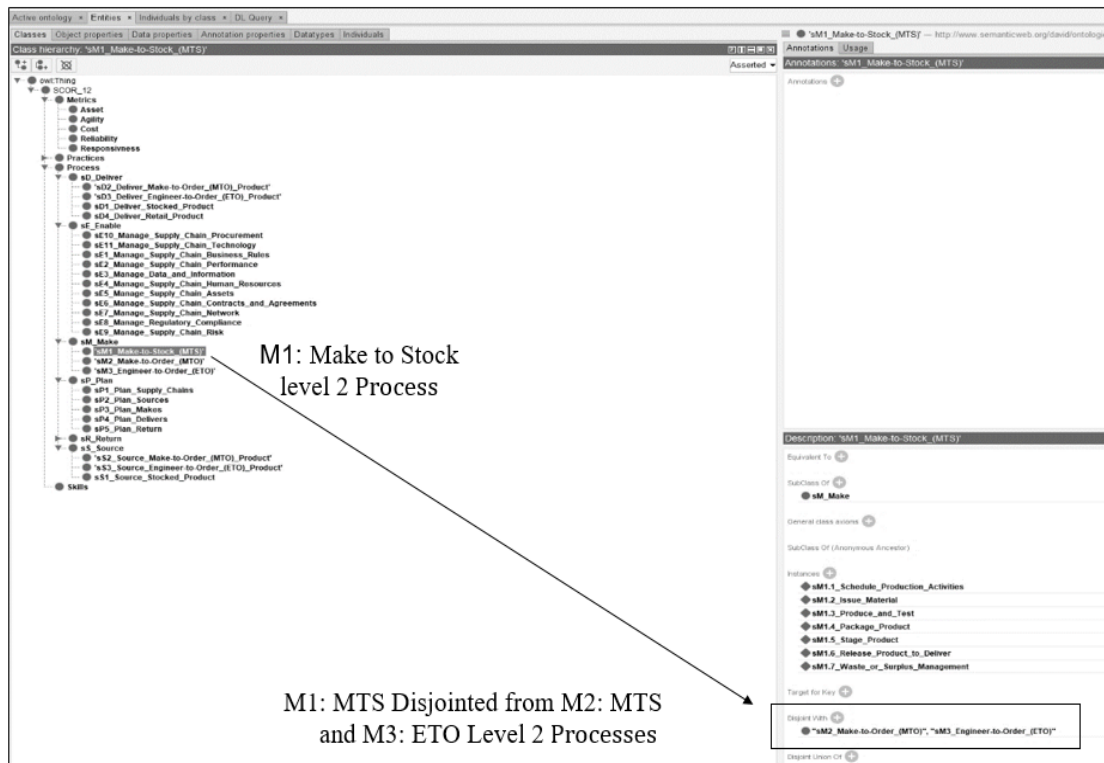 Active ontology × Entities × Individuals by class × DL Query ×
Classes Object properties Data properties Annotation properties Datatypes Individuals
Class hierarchy: 'sM1_Make-to-Stock_(MTS)'
Asserted
owl:Thing
SCOR_12
Metrics
Asset
Agility
Cost
Reliability
Responsivness
Practices
Process
sD_Deliver
'sD2_Deliver_Make-to-Order_(MTO)_Product'
'sD3_Deliver_Engineer-to-Order_(ETO)_Product'
sD1_Deliver_Stocked_Product
sD4_Deliver_Retail_Product
sE_Enable
sE10_Manage_Supply_Chain_Procurement
sE11_Manage_Supply_Chain_Technology
sE1_Manage_Supply_Chain_Business_Rules
sE2_Manage_Supply_Chain_Performance
sE3_Manage_Data_and_Information
sE4_Manage_Supply_Chain_Human_Resources
sE5_Manage_Supply_Chain_Assets
sE6_Manage_Supply_Chain_Contracts_and_Agreements
sE7_Manage_Supply_Chain_Network
sE8_Manage_Regulatory_Compliance
sE9_Manage_Supply_Chain_Risk
sM_Make
'sM1_Make-to-Stock_(MTS)'
'sM2_Make-to-Order_(MTO)'
'sM3_Engineer-to-Order_(ETO)'
sP_Plan
sP1_Plan_Supply_Chains
sP2_Plan_Sources
sP3_Plan_Makes
sP4_Plan_Delivers
sP5_Plan_Return
sR_Return
sS_Source
'sS2_Source_Make-to-Order_(MTO)_Product'
'sS3_Source_Engineer-to-Order_(ETO)_Product'
sS1_Source_Stocked_Product
Skills
M1: Make to Stock
level 2 Process
M1: MTS Disjointed from M2: MTS
and M3: ETO Level 2 Processes
'sM1_Make-to-Stock_(MTS)' — http://www.semanticweb.org/david/ontologie
Annotations Usage
Annotations: 'sM1_Make-to-Stock_(MTS)'
Annotations
Description: 'sM1_Make-to-Stock_(MTS)'
Equivalent To
SubClass Of
sM_Make
General class axioms
SubClass Of (Anonymous Ancestor)
Instances
sM1.1_Schedule_Production_Activities
sM1.2_Issue_Material
sM1.3_Produce_and_Test
sM1.4_Package_Product
sM1.5_Stage_Product
sM1.6_Release_Product_to_Deliver
sM1.7_Waste_or_Surplus_Management
Target for Key
Disjoint With
"sM2_Make-to-Order_(MTO)", "sM3_Engineer-to-Order_(ETO)"
Disjoint Union Of